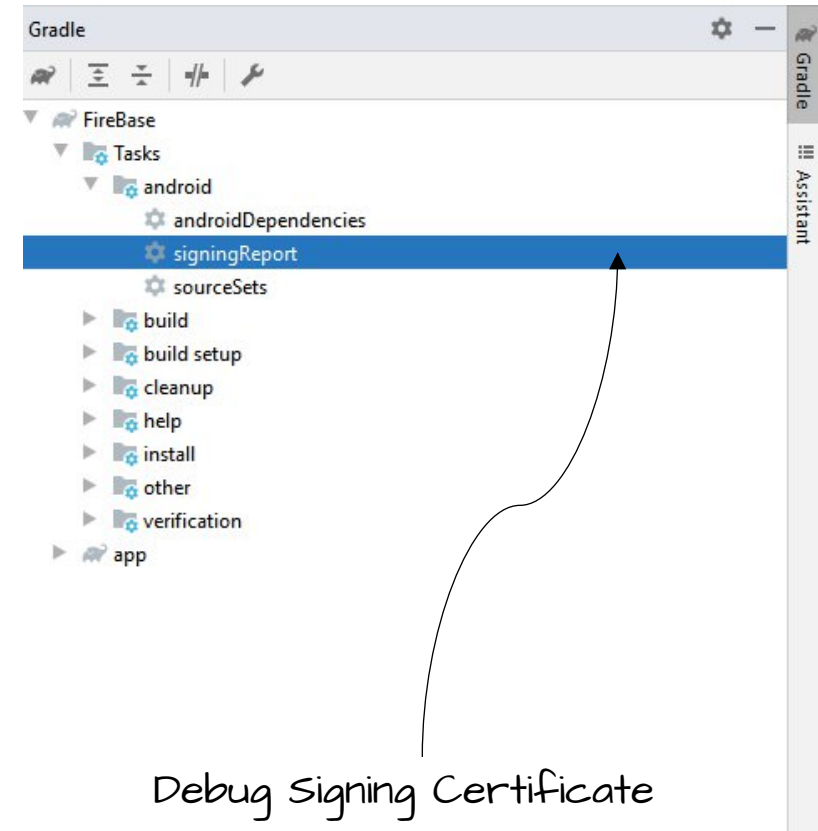 Gradle
FireBase
Tasks
android
androidDependencies
signingReport
sourceSets
build
build setup
cleanup
help
install
other
verification
app
Gradle
Assistant
Debug Signing Certificate